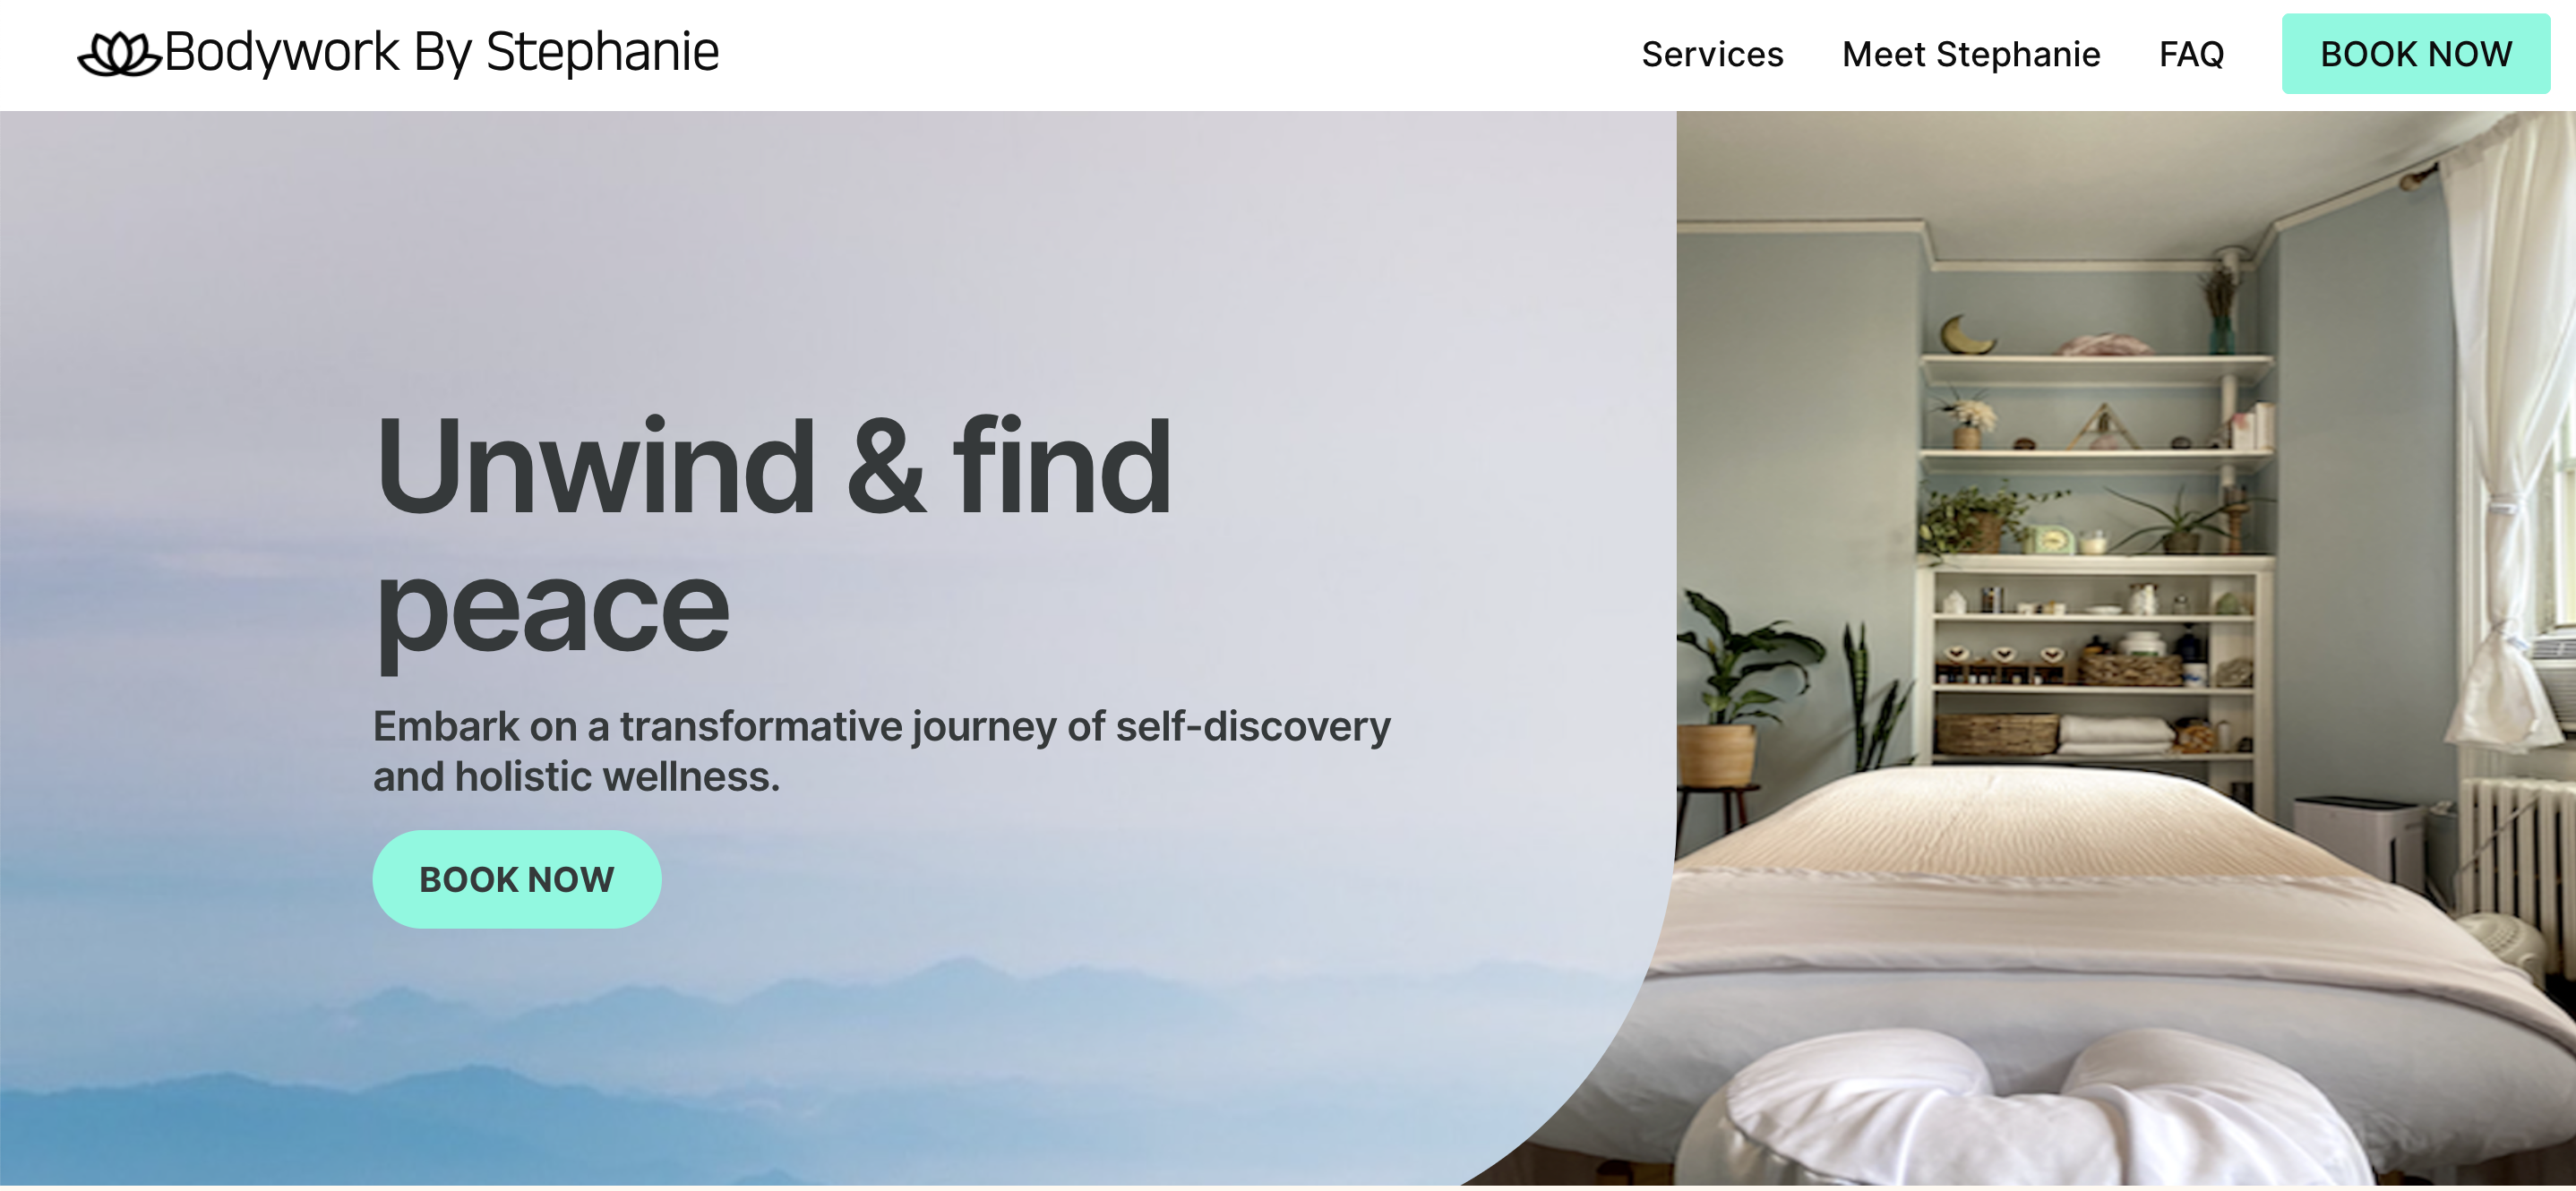 Bodywork By Stephanie
Services
Meet Stephanie
FAQ
BOOK NOW
Unwind & find
peace
Embark on a transformative journey of self-discovery
and holistic wellness.
BOOK NOW